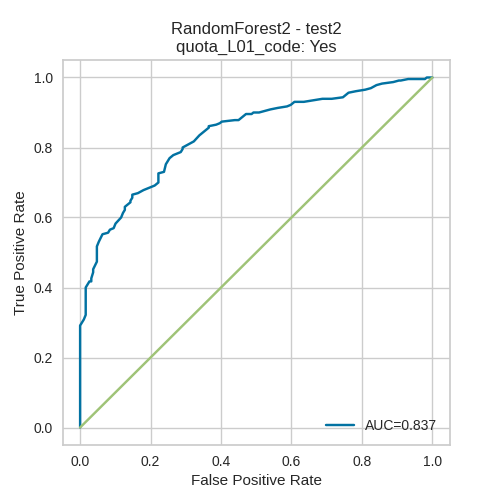 RandomForest2 - test2
quota_L01_code: Yes
True Positive Rate
1.0
0.8
0.6
0.4
0.2
0.0
AUC=0.837
0.0 0.2 0.4 0.6 0.8 1.0
False Positive Rate